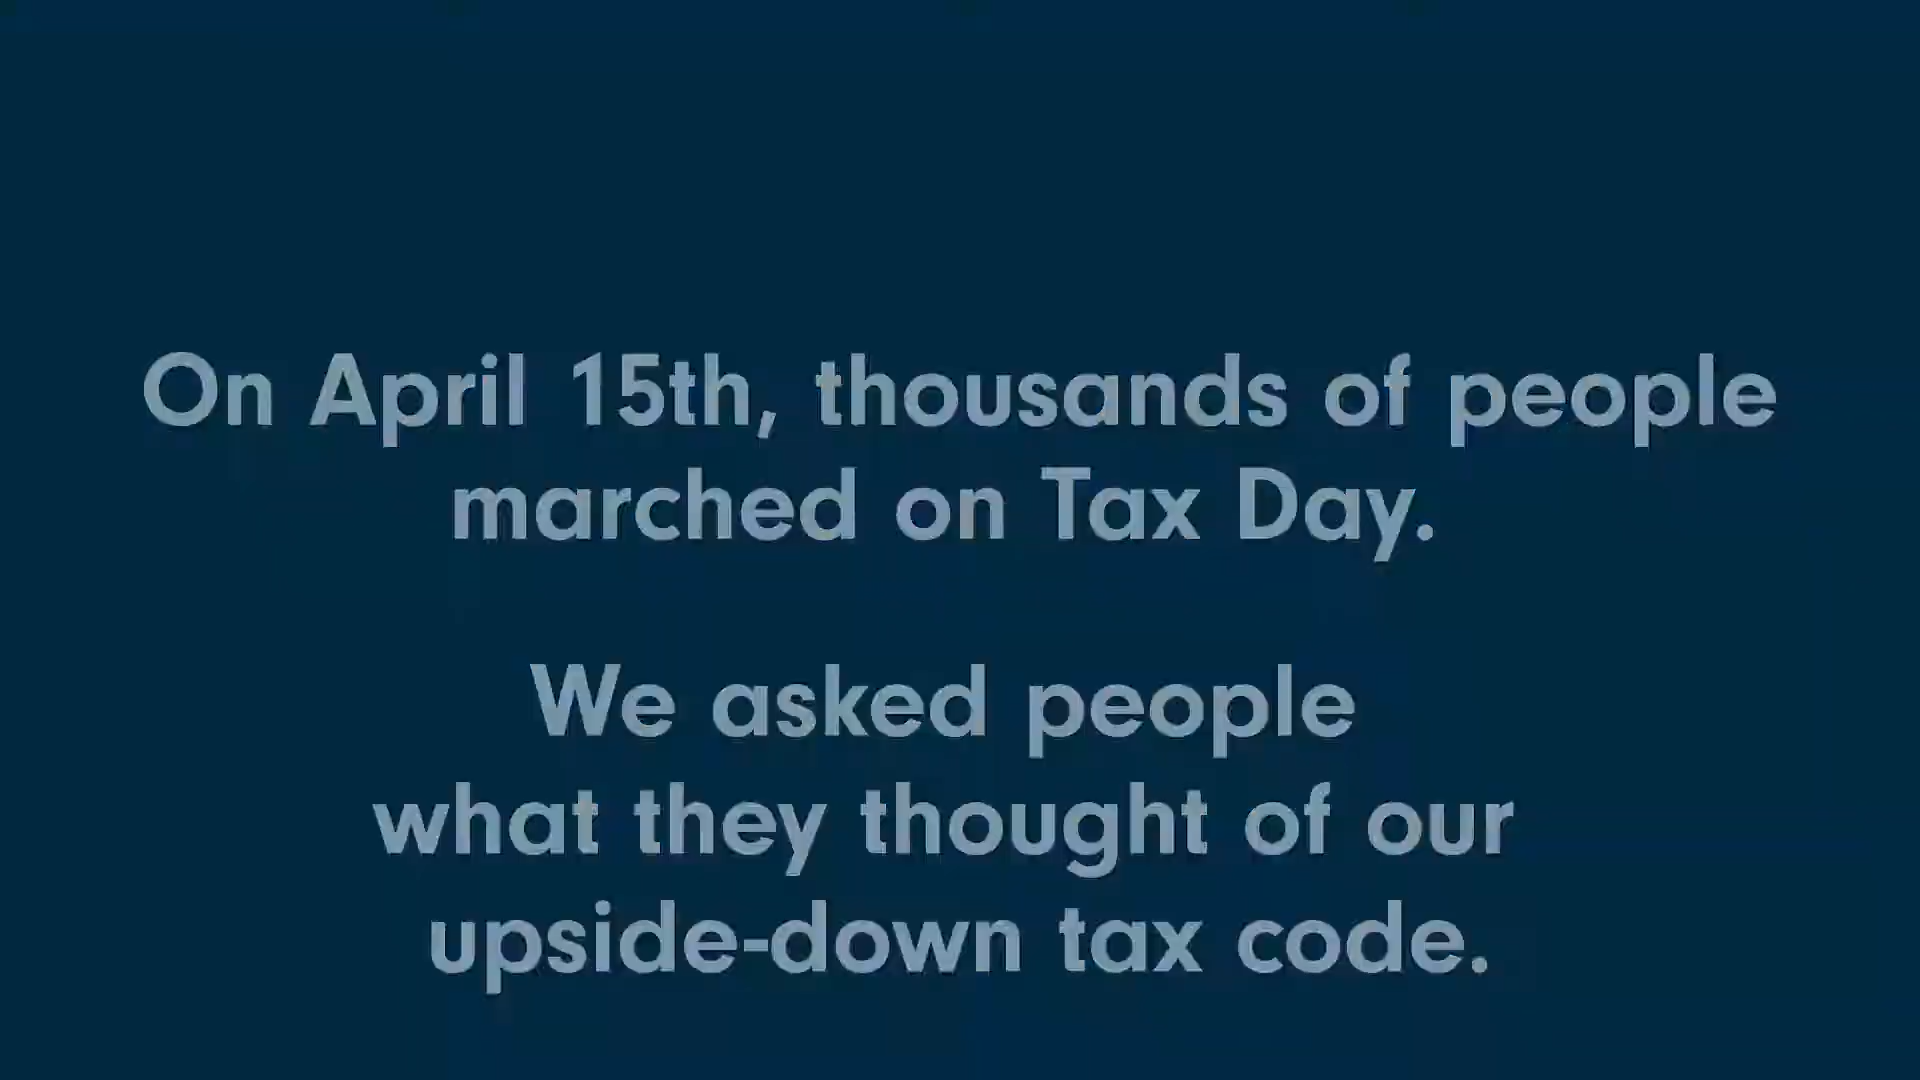 On April 15th, thousands of people
marched on Tax Day.
We asked people
what they thought of our
upside-down tax code.